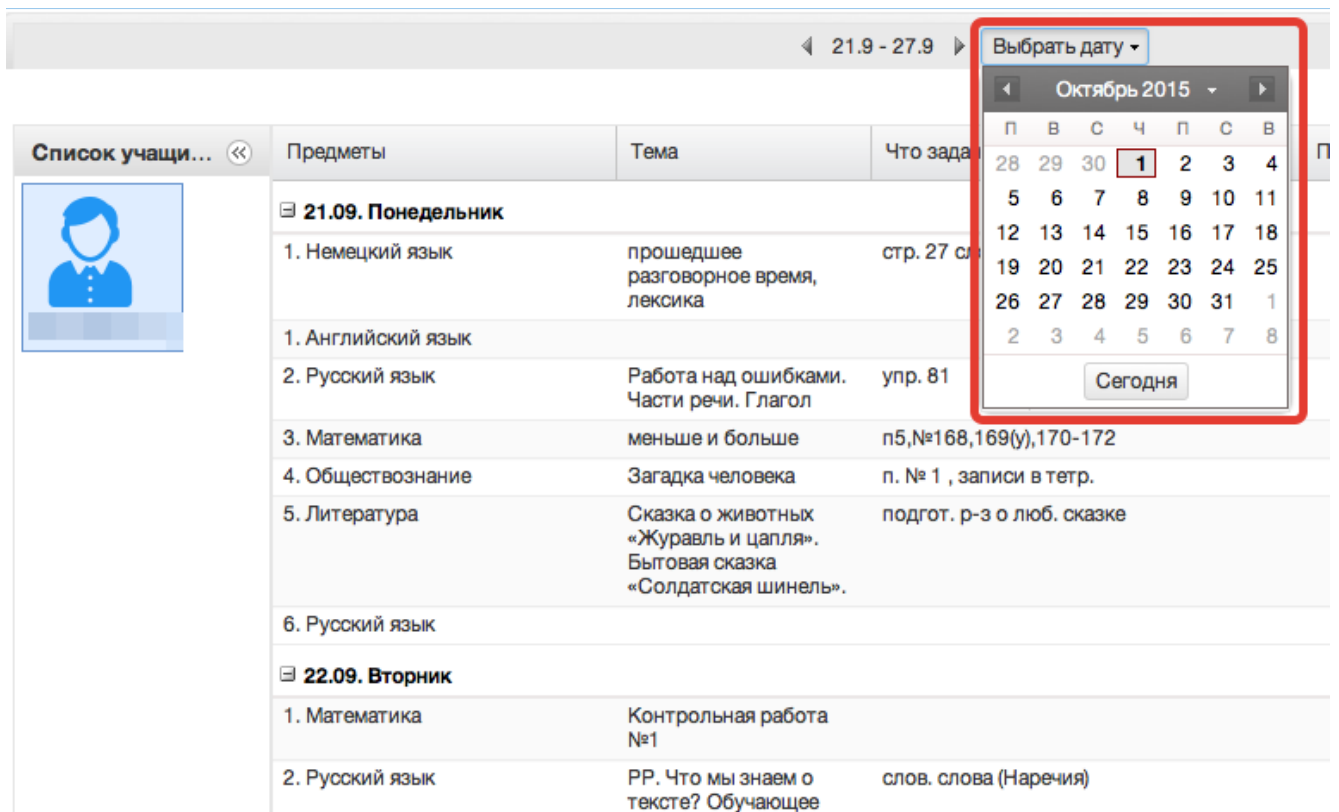 21.9 - 27.9 Выбрать дату
Октябрь 2015
П В С Ч П С В
28 29 30 1 2 3 4
5 6 7 8 9 10 11
12 13 14 15 16 17 18
19 20 21 22 23 24 25
26 27 28 29 30 31 1
2 3 4 5 6 7 8
Сегодня
Список учащи... Предметы Тема Что
21.09. Понедельник
1. Немецкий язык прошедшее стр. 27
разговорное время,
лексика
1. Английский язык
2. Русский язык Работа над ошибками. упр. 81
Части речи. Глагол
3. Математика меньше и больше п5,№168,169(у),170-172
4. Обществознание Загадка человека п. № 1 , записи в тетр.
5. Литература Сказка о животных подгот. р-з о люб. сказке
«Журавль и цапля».
Бытовая сказка
«Солдатская шинель».
6. Русский язык
22.09. Вторник
1. Математика Контрольная работа
№1
2. Русский язык РР. Что мы знаем о слов. слова (Наречия)
тексте? Обучающее